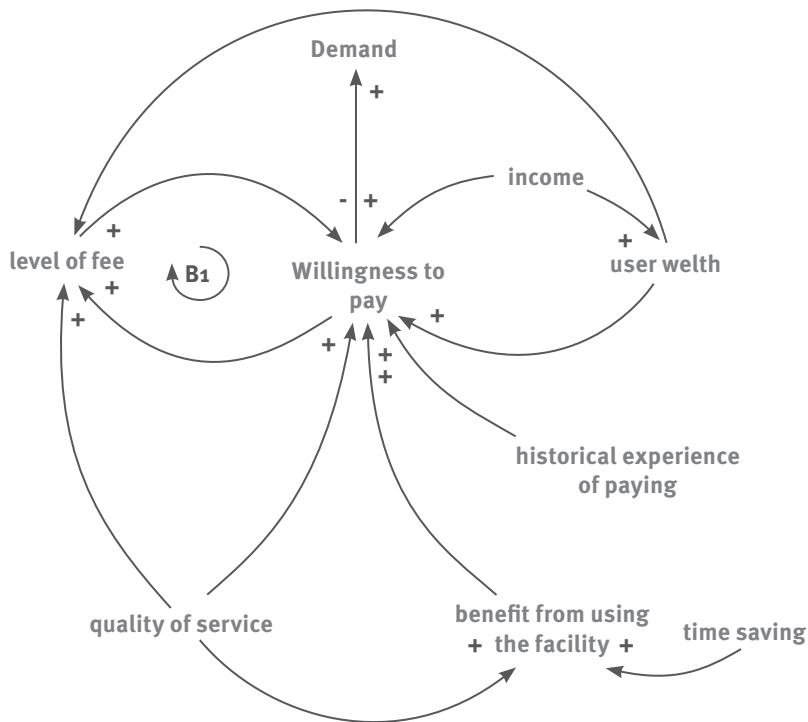 Demand
+
income
- +
+
+
level of fee
B1
Willingness to
pay
user welth
+
+
+
+
+
+
historical experience
of paying
quality of service
benefit from using
+ the facility +
time saving